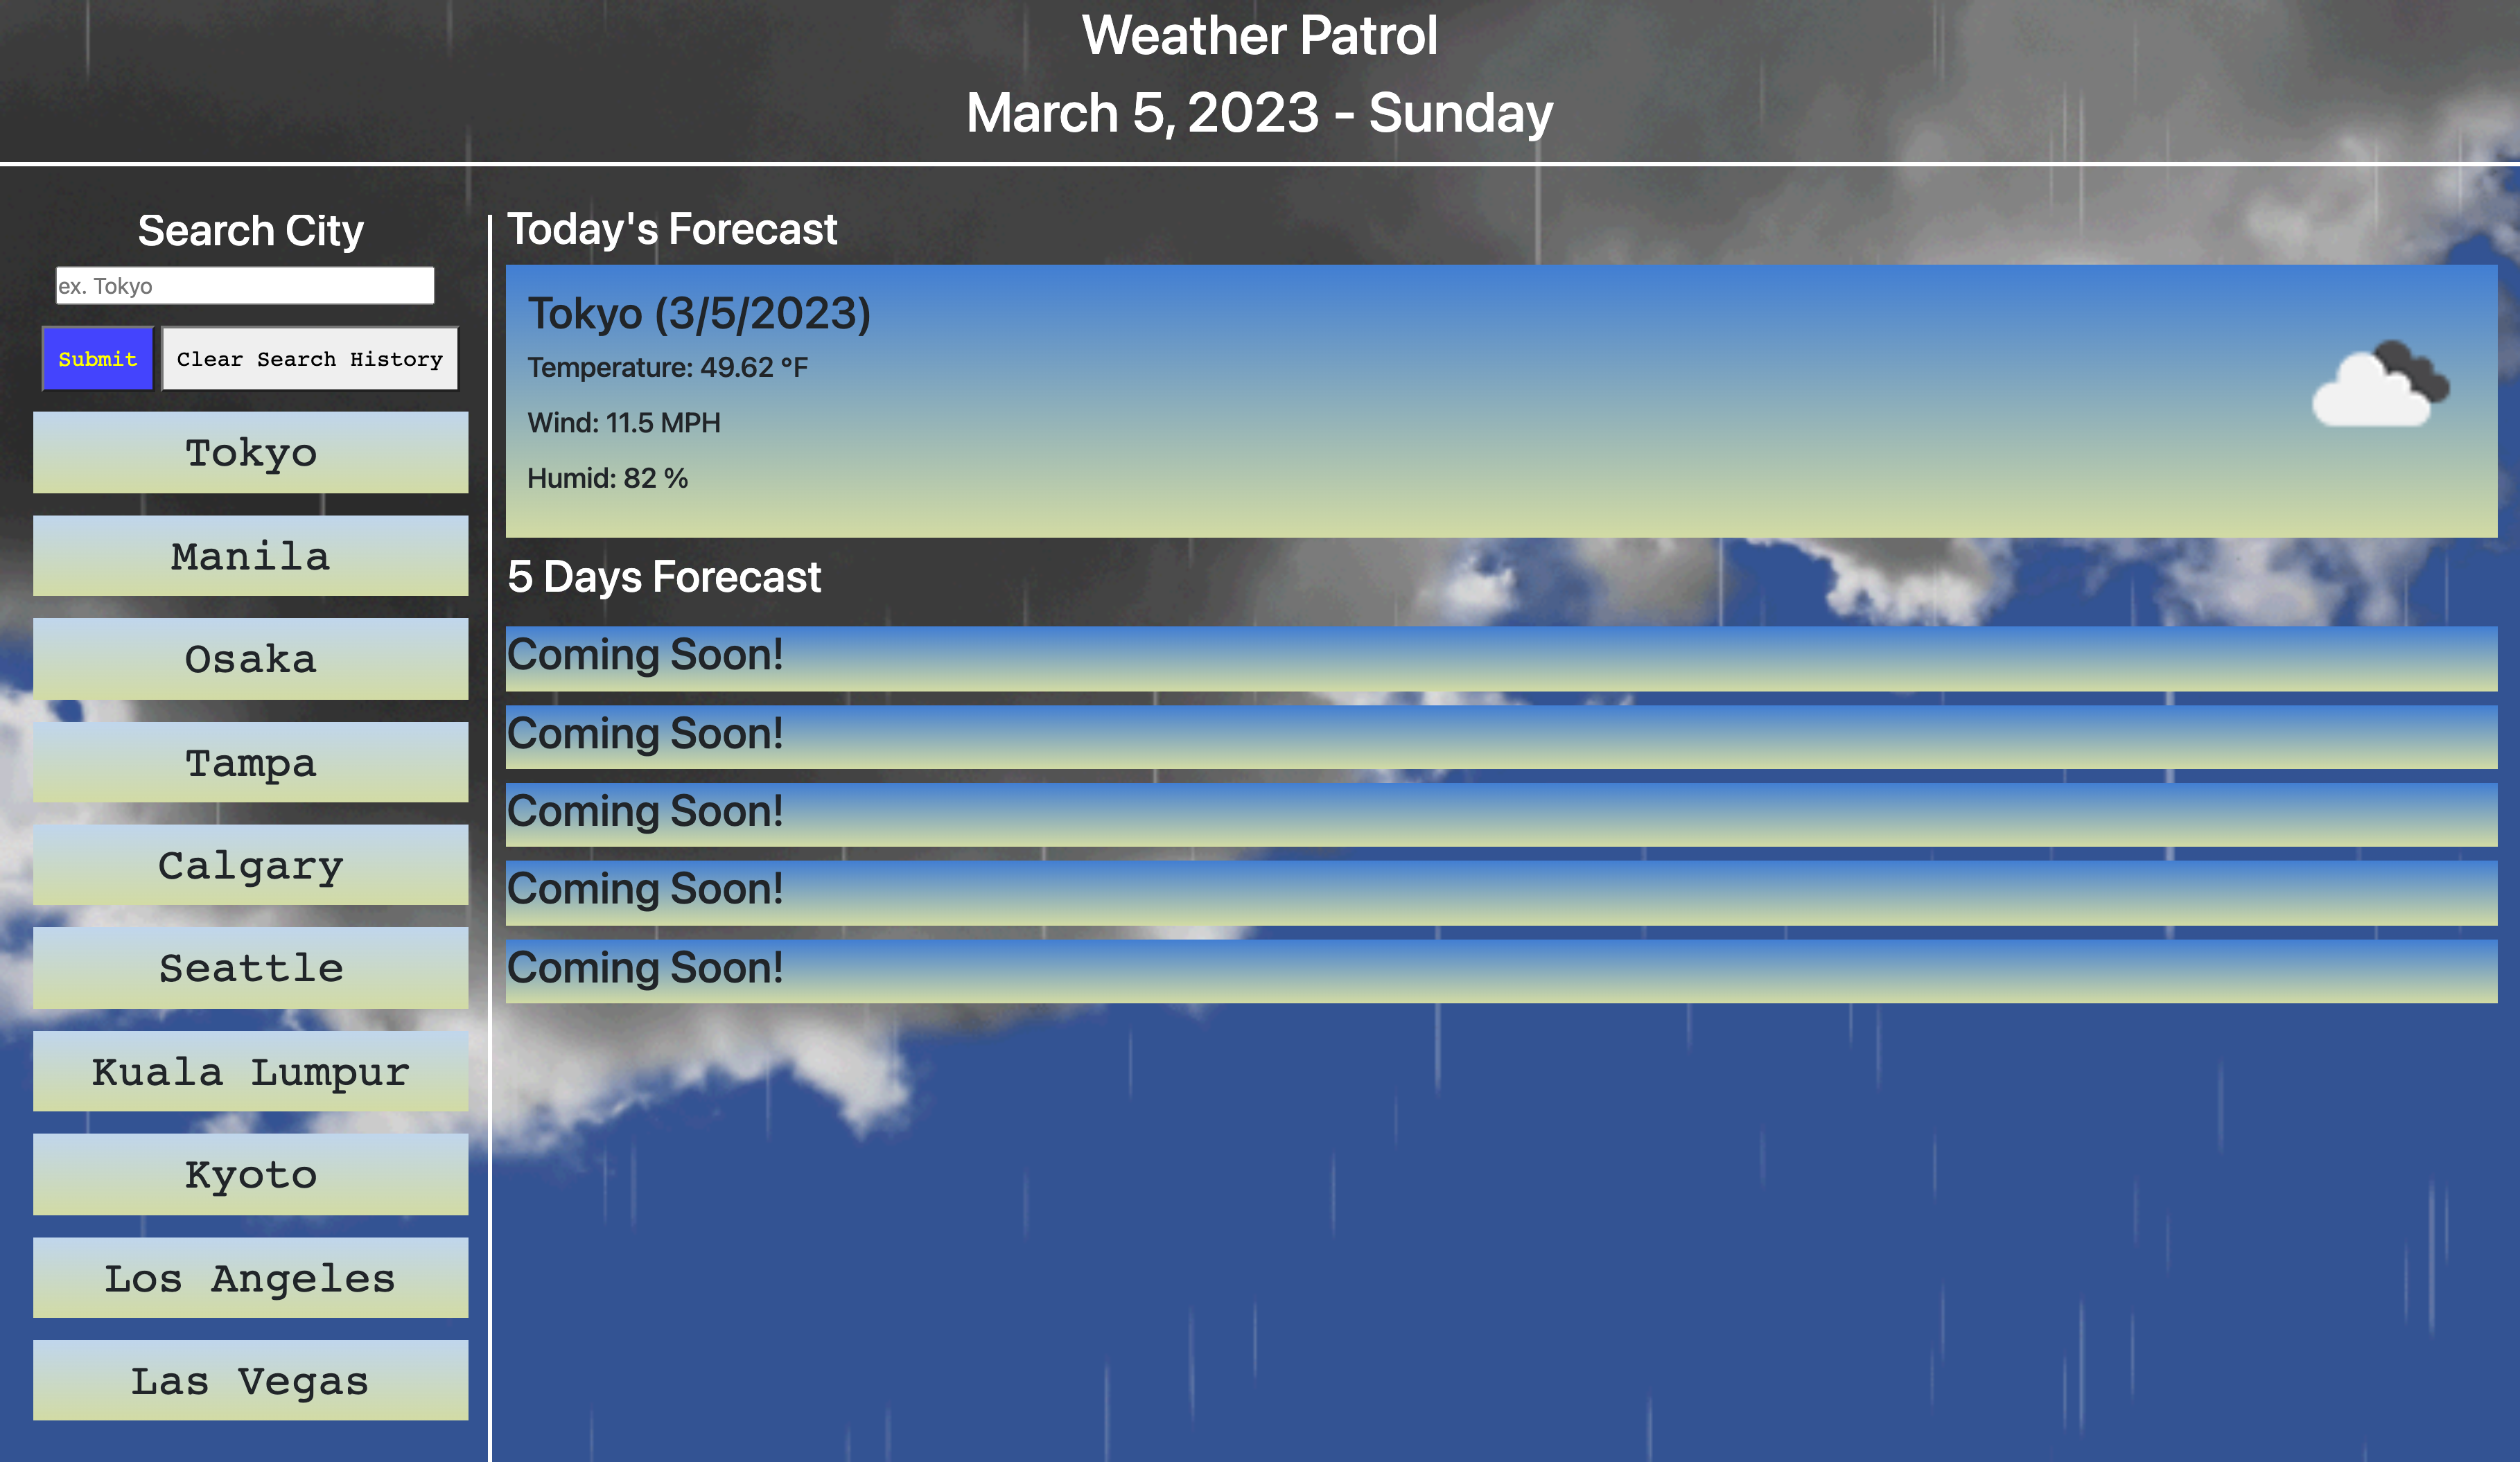 Weather Patrol
March 5, 2023 - Sunday
Search City
ex. Tokyo
Submit
Clear Search History
Tokyo
Manila
Osaka
Tampa
Calgary
Seattle
Kuala Lumpur
Kyoto
Los Angeles
Las Vegas
Today's Forecast
Tokyo (3/5/2023)
Temperature: 49.62 °F
Wind: 11.5 MPH
Humid: 82 %
5 Days Forecast
Coming Soon!
Coming Soon!
Coming Soon!
Coming Soon!
Coming Soon!